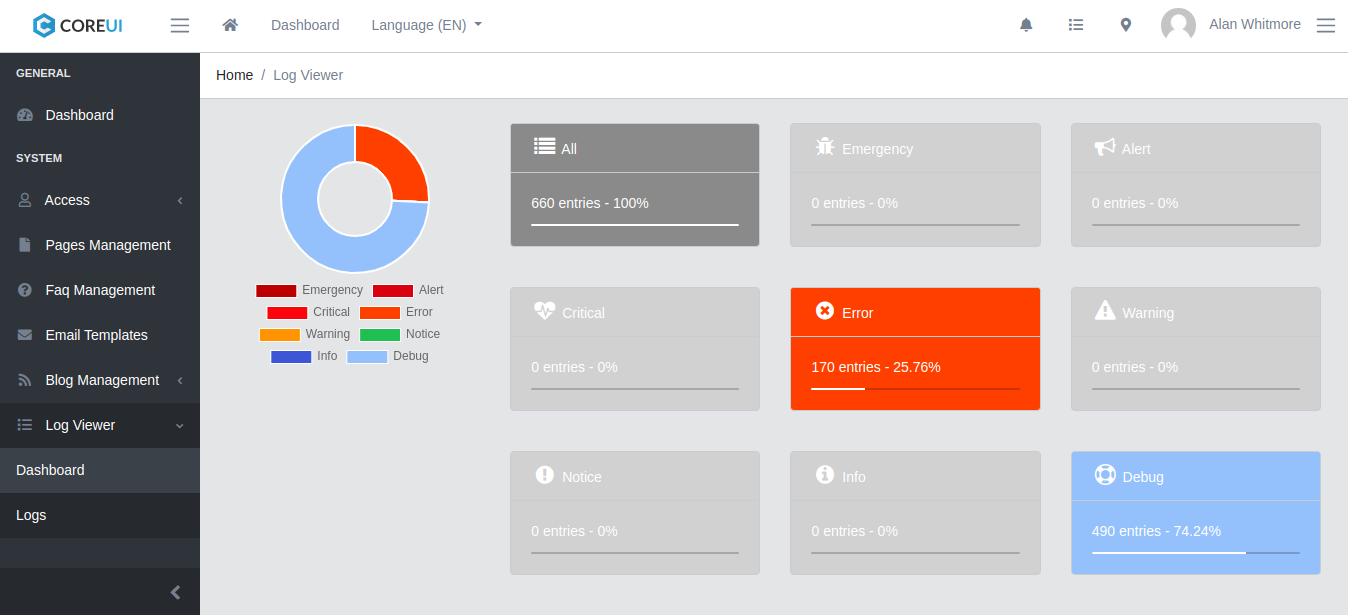 COREUI Dashboard Language (EN) Alan Whitmore
GENERAL
Dashboard
SYSTEM
Access
Pages Management
Faq Management
Email Templates
Blog Management
Log Viewer
Dashboard
Logs
Home / Log Viewer
Emergency Alert
Critical Error
Warning Notice
Info Debug
All
660 entries - 100%
Emergency
0 entries - 0%
Alert
0 entries - 0%
Critical
0 entries - 0%
Error
170 entries - 25.76%
Warning
0 entries - 0%
Notice
0 entries - 0%
Info
0 entries - 0%
Debug
490 entries - 74.24%